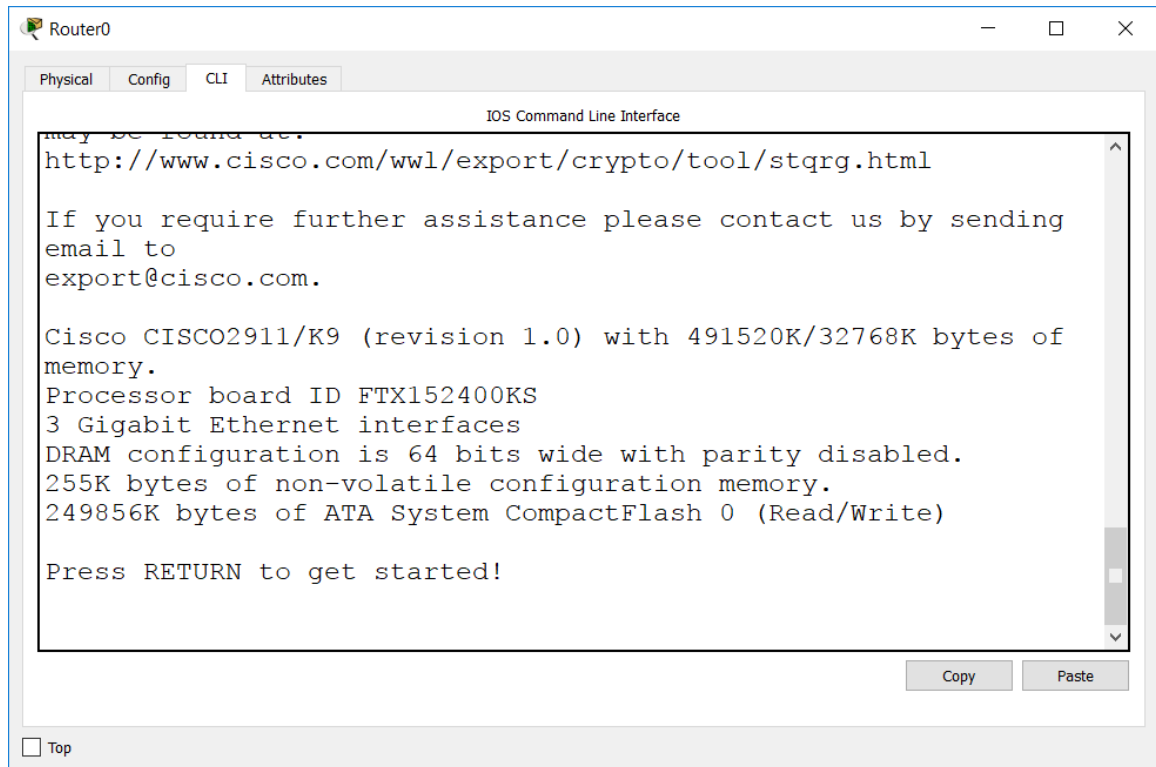 Router0
Physical Config CLI Attributes
IOS Command Line Interface
may be found at:
http://www.cisco.com/wwl/export/crypto/tool/stqrg.html
If you require further assistance please contact us by sending
email to
export@cisco.com.
Cisco CISCO2911/K9 (revision 1.0) with 491520K/32768K bytes of
memory.
Processor board ID FTX152400KS
3 Gigabit Ethernet interfaces
DRAM configuration is 64 bits wide with parity disabled.
255K bytes of non-volatile configuration memory.
249856K bytes of ATA System CompactFlash 0 (Read/Write)
Press RETURN to get started!
Copy Paste
Top